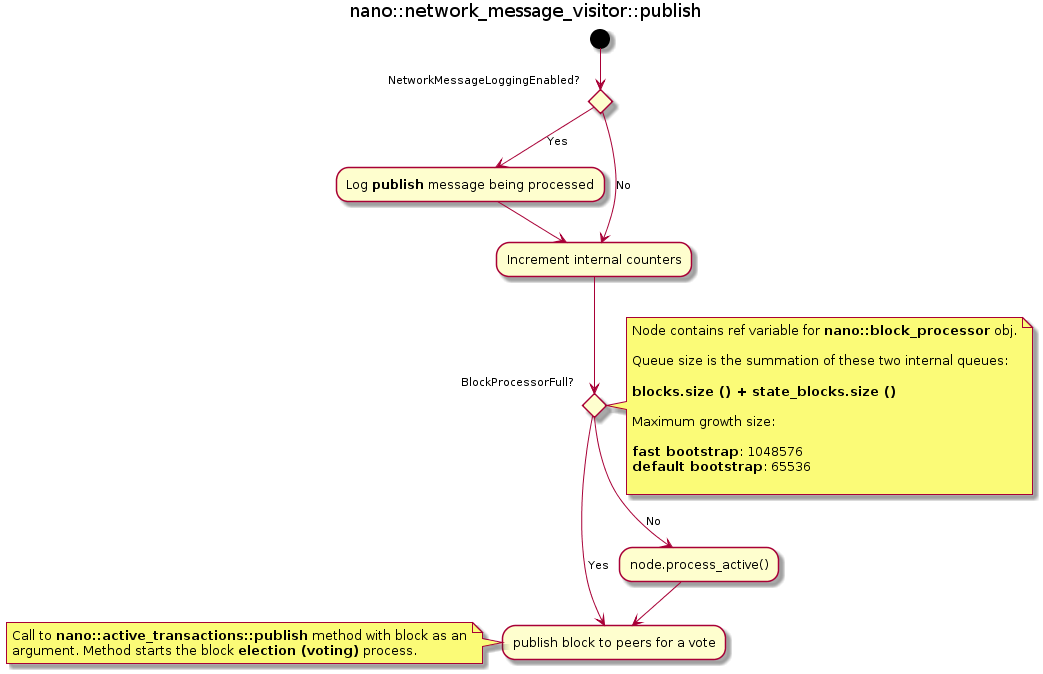 nano::network_message_visitor::publish
NetworkMessageLoggingEnabled?
Yes
Log publish message being processed
No
Increment internal counters
Node contains ref variable for nano::block_processor obj.
Queue size is the summation of these two internal queues:
blocks.size () + state_blocks.size ()
Maximum growth size:
fast bootstrap: 1048576
default bootstrap: 65536
BlockProcessorFull?
No
Yes
node.process_active()
Call to nano::active_transactions::publish method with block as an
argument. Method starts the block election (voting) process.
publish block to peers for a vote